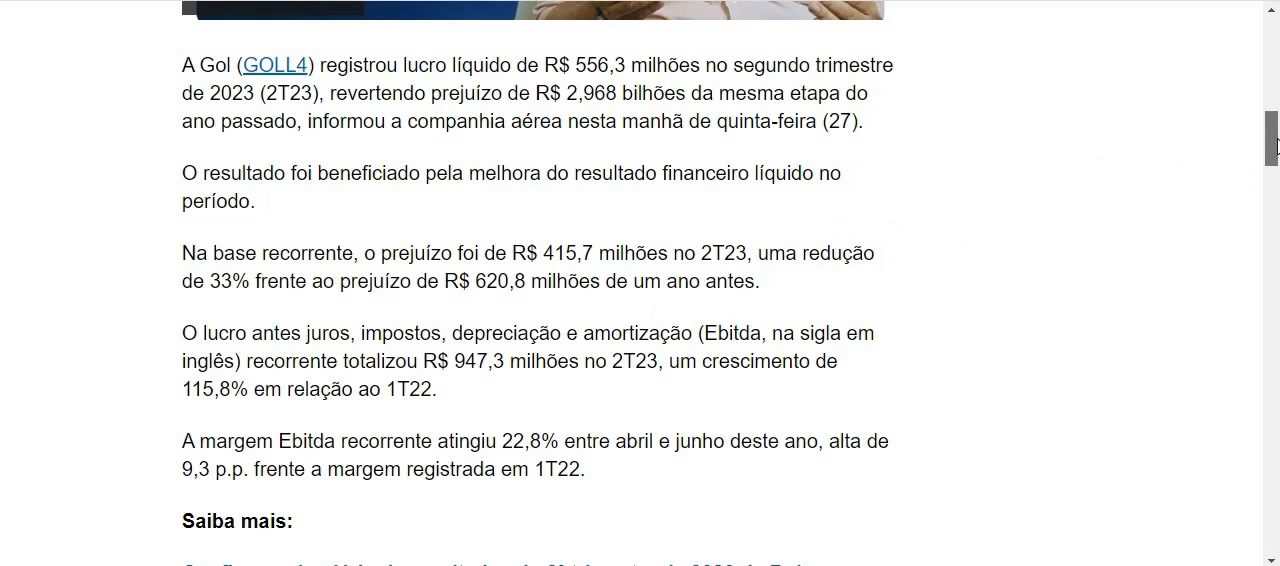 A Gol (GOLL4) registrou lucro líquido de R$ 556,3 milhões no segundo trimestre
de 2023 (2T23), revertendo prejuízo de R$ 2,968 bilhões da mesma etapa do
ano passado, informou a companhia aérea nesta manhã de quinta-feira (27).
O resultado foi beneficiado pela melhora do resultado financeiro líquido no
período.
Na base recorrente, o prejuízo foi de R$ 415,7 milhões no 2T23, uma redução
de 33% frente ao prejuízo de R$ 620,8 milhões de um ano antes.
O lucro antes juros, impostos, depreciação e amortização (Ebitda, na sigla em
inglês) recorrente totalizou R$ 947,3 milhões no 2T23, um crescimento de
115,8% em relação ao 1T22.
A margem Ebitda recorrente atingiu 22,8% entre abril e junho deste ano, alta de
9,3 p.p. frente a margem registrada em 1T22.
Saiba mais: